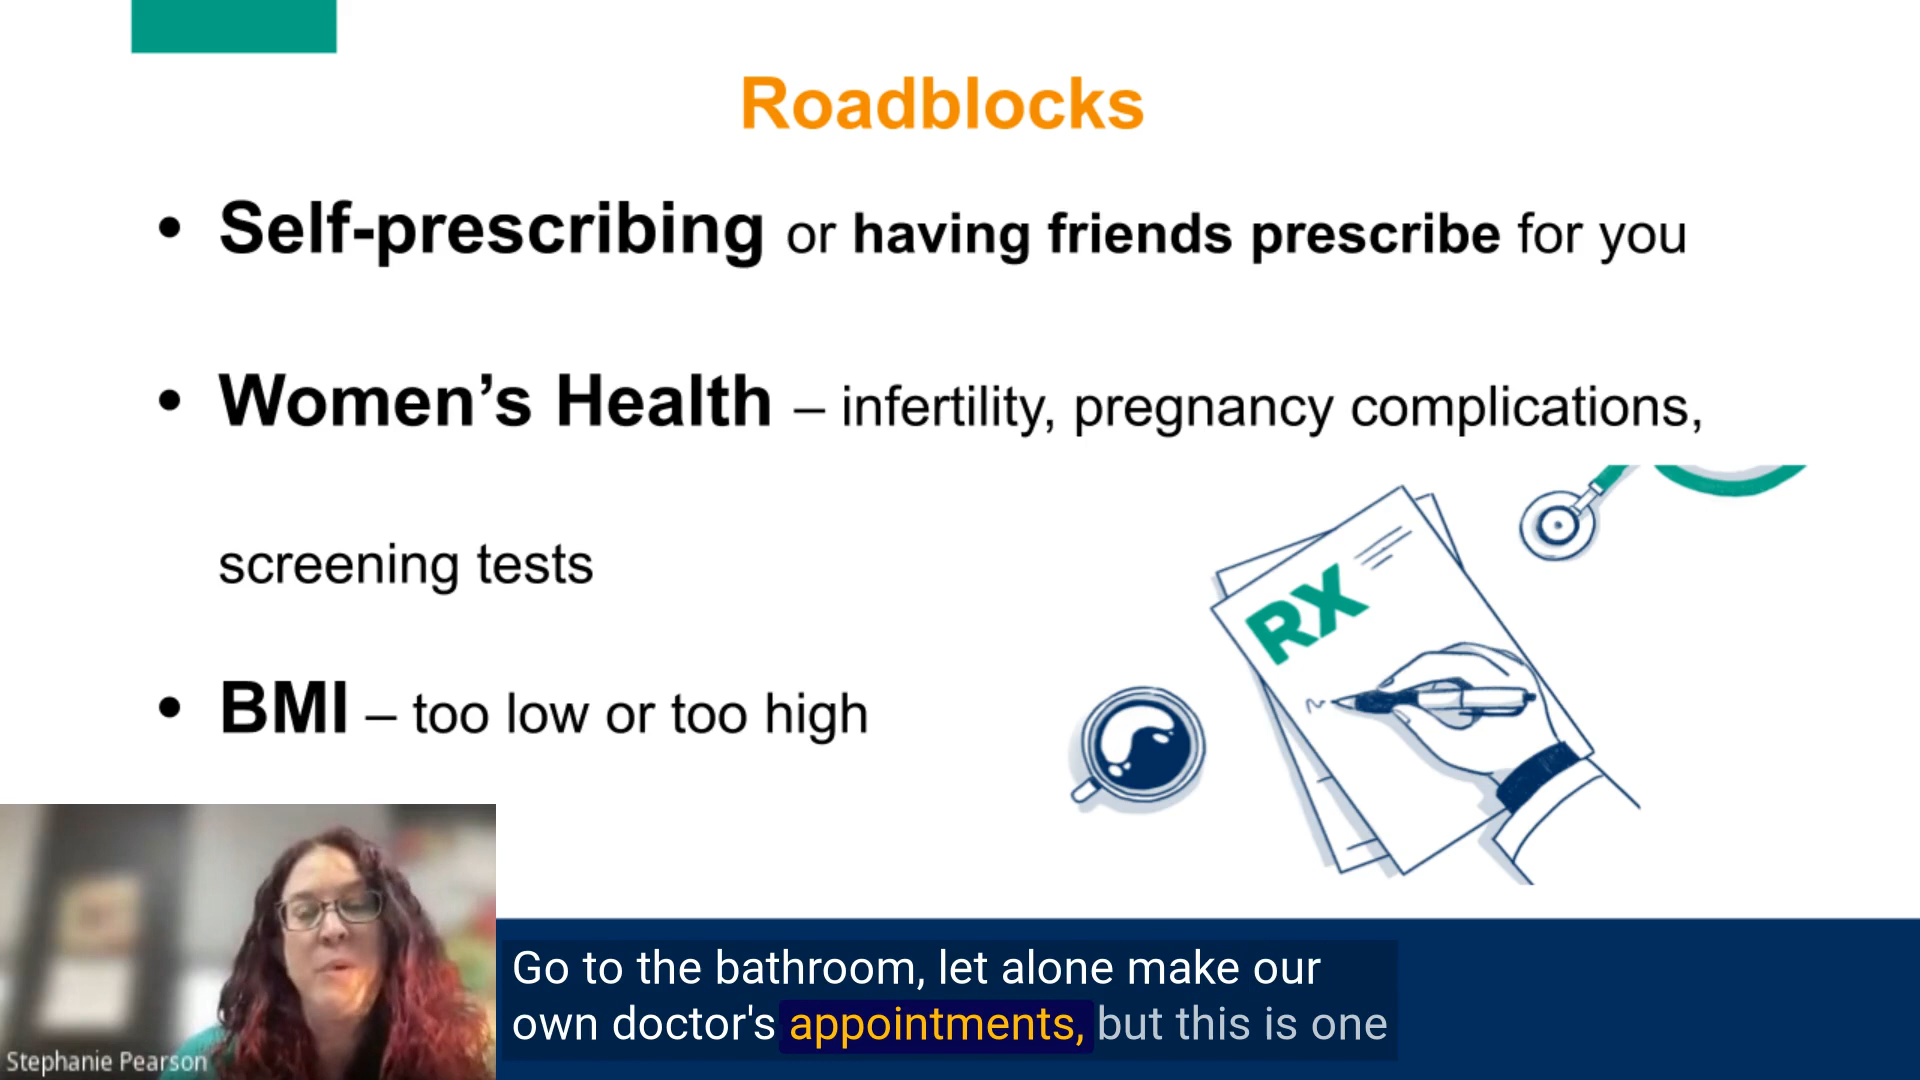 Roadblocks
• Self-prescribing or having friends prescribe for you
• Women’s Health – infertility, pregnancy complications,
screening tests
• BMI – too low or too high
RX
Stephanie Pearson
Go to the bathroom, let alone make our
own doctor's appointments, but this is one